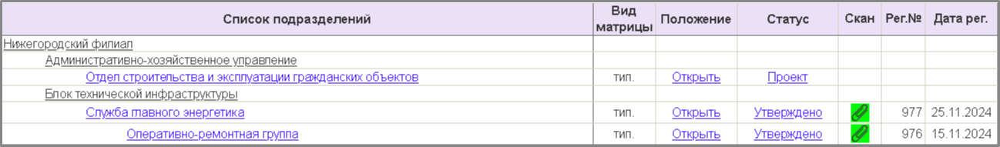 Список подразделений Вид матрицы Положение Статус Скан Рег.№ Дата рег.
Нижегородский филиал
Административно-хозяйственное управление
Отдел строительства и эксплуатации гражданских объектов тип. Открыть Проект
Блок технической инфраструктуры
Служба главного энергетика тип. Открыть Утверждено 977 25.11.2024
Оперативно-ремонтная группа тип. Открыть Утверждено 976 15.11.2024